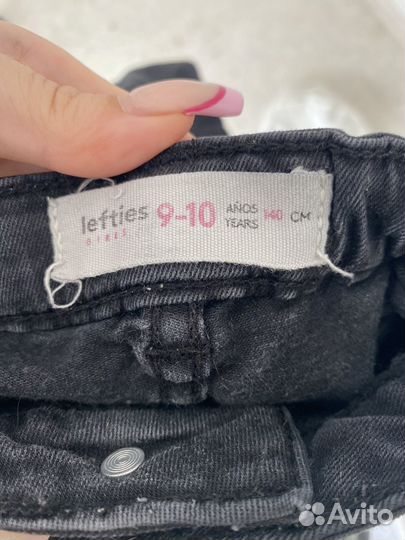 lefties
GIRLS
9-10
AÑOS
YEARS
140 CM
Avito